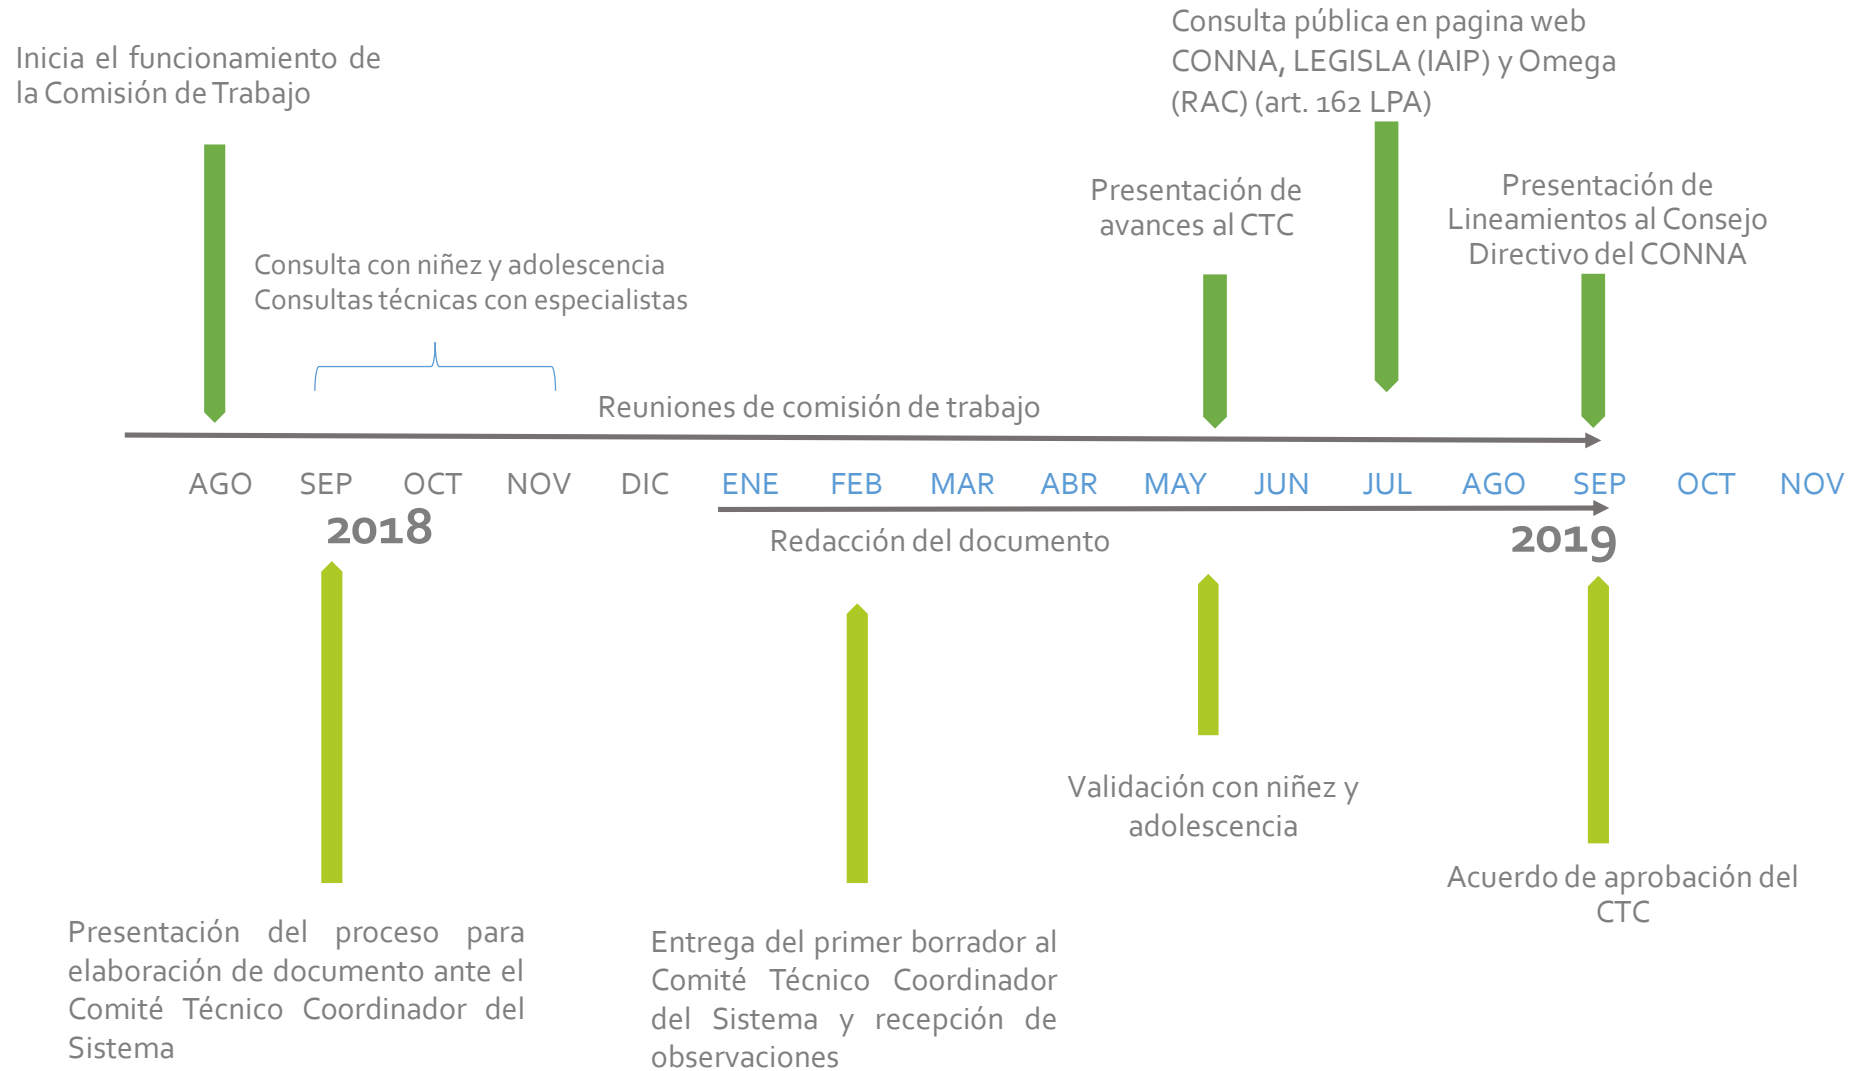 Inicia el funcionamiento de
la Comisión de Trabajo
Consulta pública en pagina web
CONNA, LEGISLA (IAIP) y Omega
(RAC) (art. 162 LPA)
Presentación de
avances al CTC
Presentación de
Lineamientos al Consejo
Directivo del CONNA
Consulta con niñez y adolescencia
Consultas técnicas con especialistas
Reuniones de comisión de trabajo
AGO SEP OCT NOV DIC ENE FEB MAR ABR MAY JUN JUL AGO SEP OCT NOV
2018 2019
Redacción del documento
Validación con niñez y
adolescencia
Acuerdo de aprobación del
CTC
Presentación del proceso para
elaboración de documento ante el
Comité Técnico Coordinador del
Sistema
Entrega del primer borrador al
Comité Técnico Coordinador
del Sistema y recepción de
observaciones